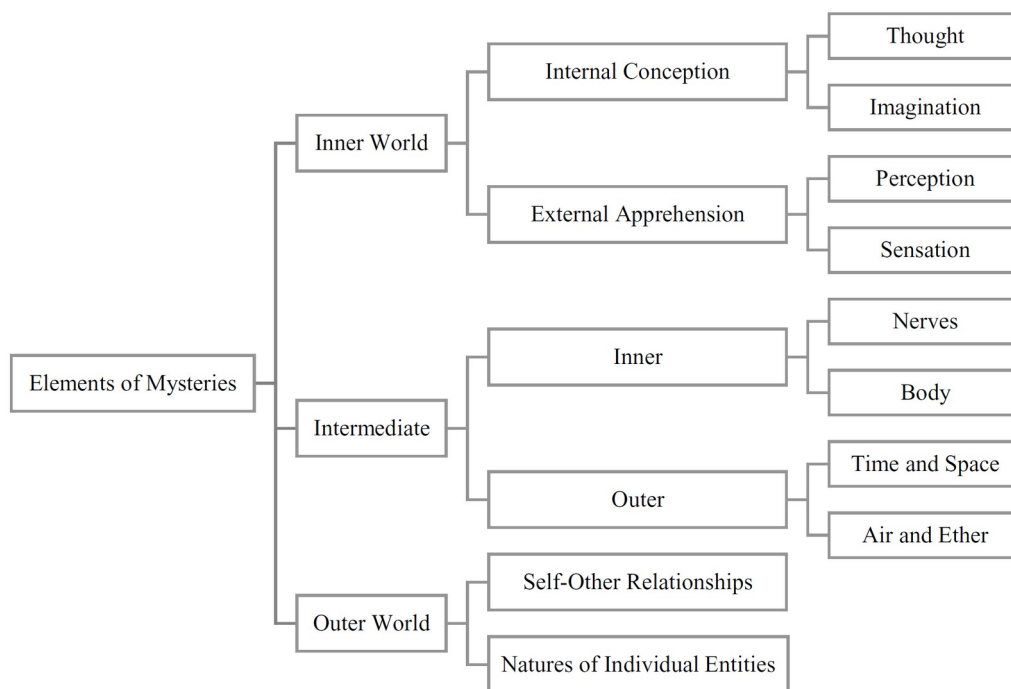 Elements of Mysteries
Inner World
Internal Conception
Thought
Imagination
External Apprehension
Perception
Sensation
Intermediate
Inner
Nerves
Body
Outer
Time and Space
Air and Ether
Outer World
Self-Other Relationships
Natures of Individual Entities